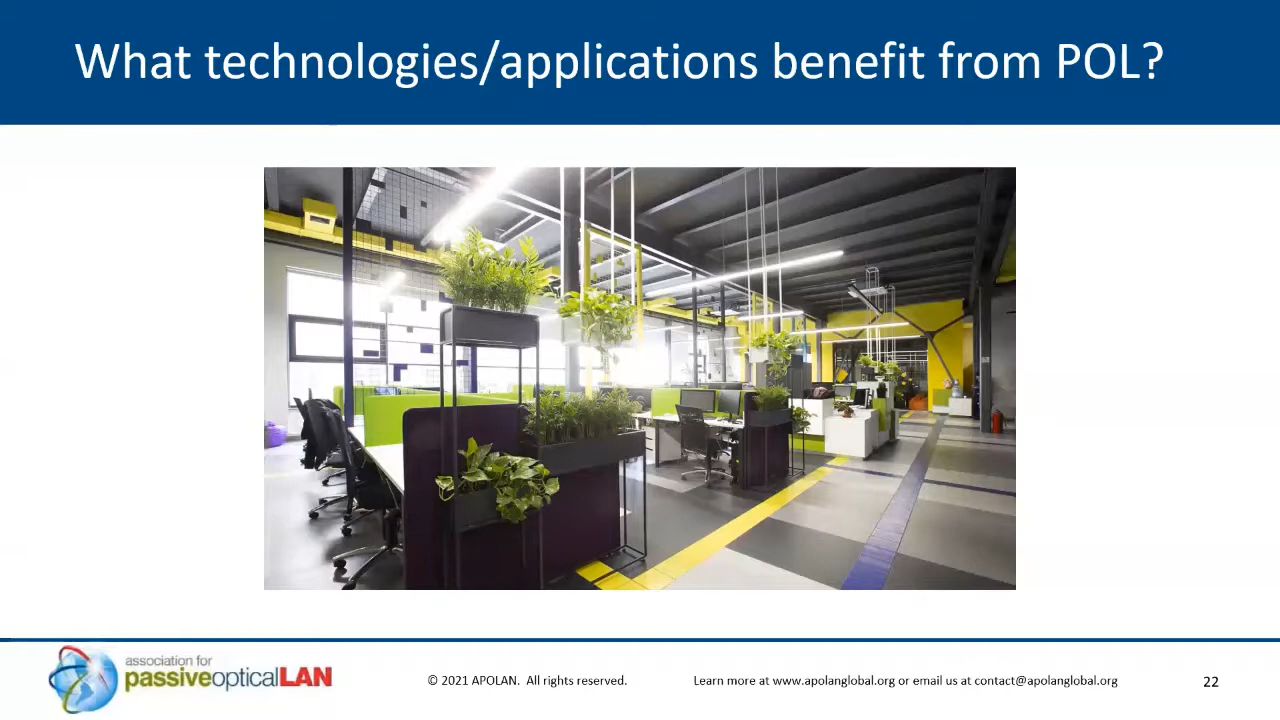 What technologies/applications benefit from POL?
association for
passiveopticalLAN
© 2021 APOLAN.  All rights reserved.
Learn more at www.apolanglobal.org or email us at contact@apolanglobal.org
22